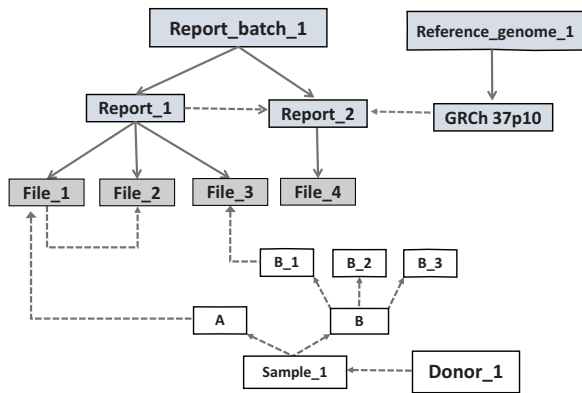 Report_batch_1
Reference_genome_1
Report_1
Report_2
GRCh 37p10
File_1
File_2
File_3
File_4
B_1
B_2
B_3
A
B
Sample_1
Donor_1